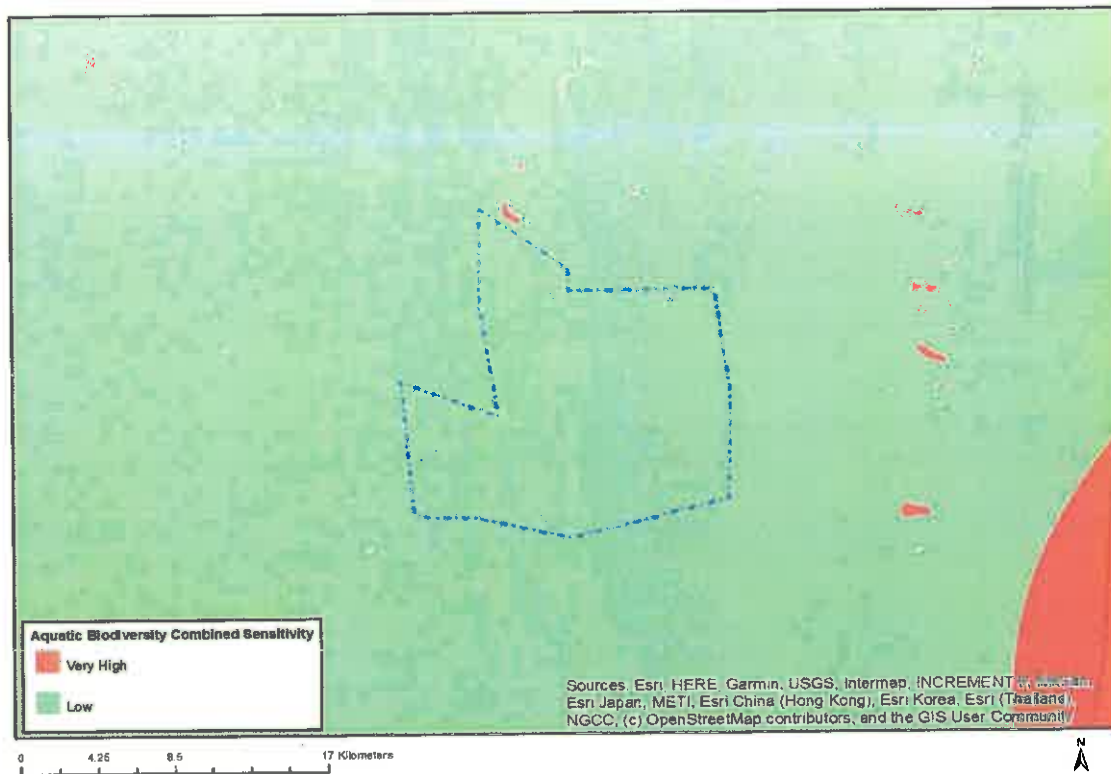 Aquatic Biodiversity Combined Sensitivity
Very High
Low
Sources. Esri, HERE, Garmin, USGS, Intermap, INCREMENT
Esri Japan, METI, Esri China (Hong Kong), Esri Korea, Esri (Thailand),
NGCC, (c) OpenStreetMap contributors, and the GIS User Community
0 4.25 8.5 17 Kilometers
N